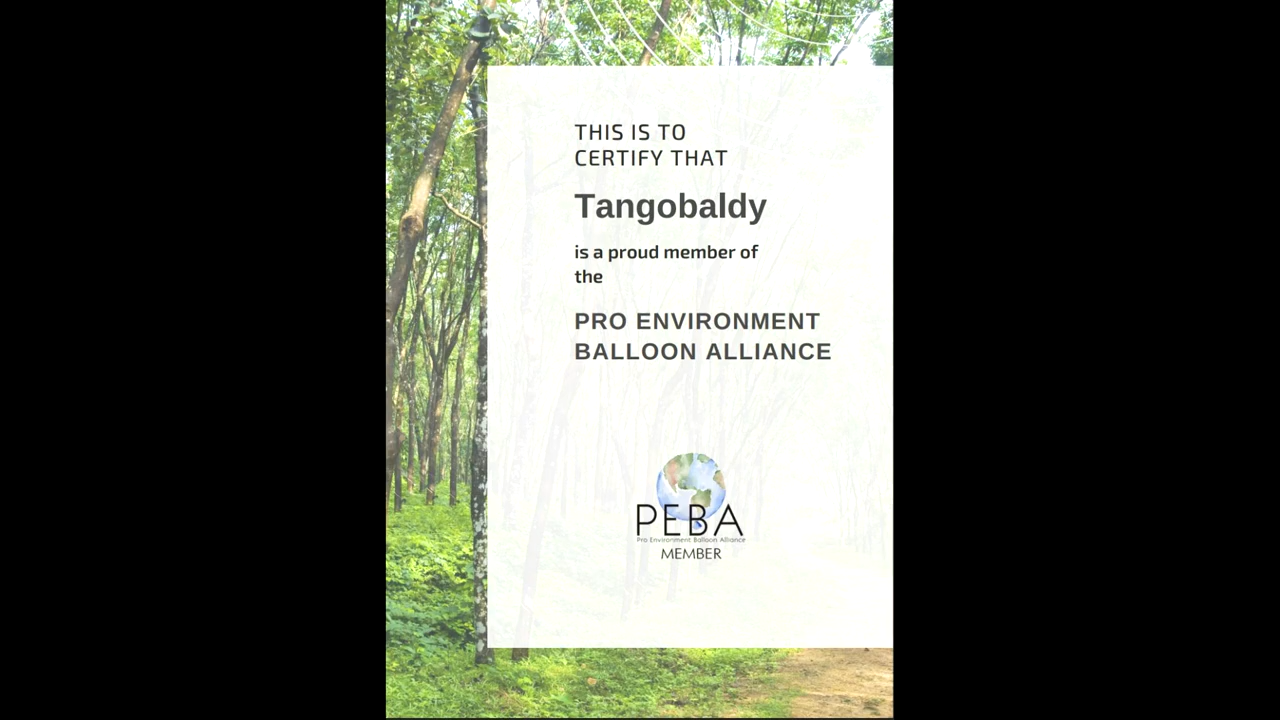 THIS IS TO
CERTIFY THAT
Tangobaldy
is a proud member of
the
PRO ENVIRONMENT
BALLOON ALLIANCE
PEBA
Pro Environment Balloon Alliance
MEMBER